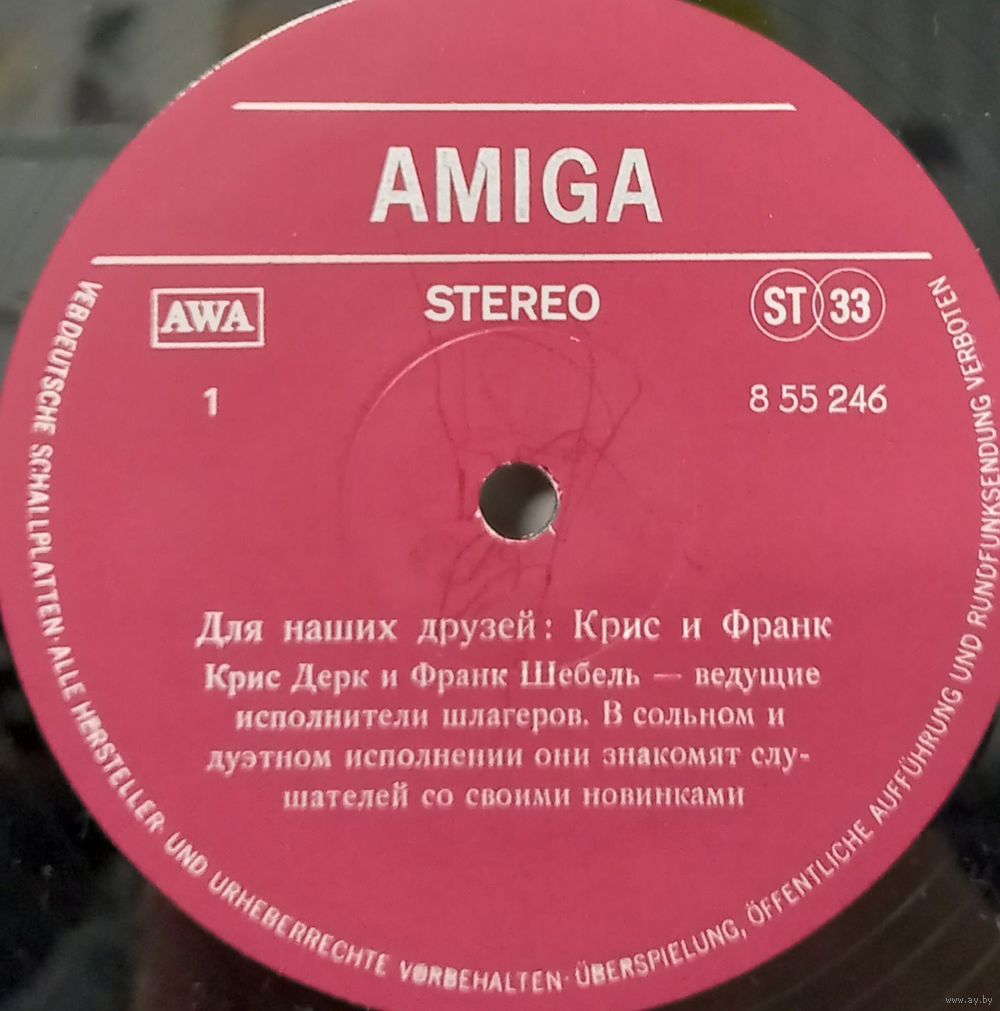 AMIGA
AWA
STEREO
ST 33
1
8 55 246
Для наших друзей: Крис и Франк
Крис Дерк и Франк Шебель — ведущие
исполнители шлагеров. В сольном и
дуэтном исполнении они знакомят слу-
шателей со своими новинками
VEB DEUTSCHE SCHALLPLATTEN · ALLE HERSTELLER- UND URHEBERRECHTE VORBEHALTEN · ÜBERSPIELUNG, ÖFFENTLICHE AUFFÜHRUNG UND RUNDFUNKSENDUNG VERBOTEN
www.ay.by